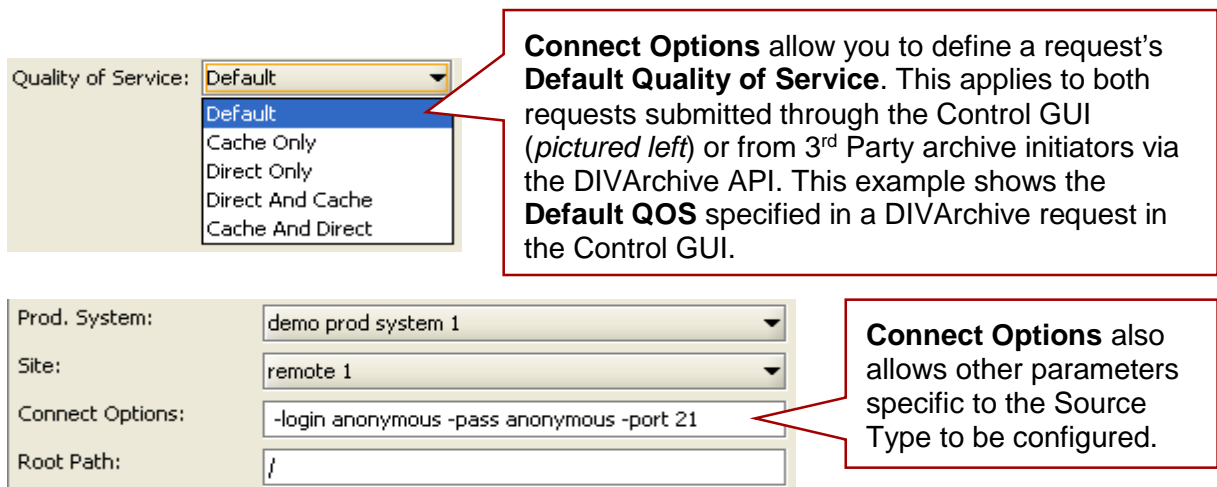 Quality of Service: Default
Default
Cache Only
Direct Only
Direct And Cache
Cache And Direct
Connect Options allow you to define a request's
Default Quality of Service. This applies to both
requests submitted through the Control GUI
(pictured left) or from 3rd Party archive initiators via
the DIVArchive API. This example shows the
Default QOS specified in a DIVArchive request in
the Control GUI.
Prod. System: demo prod system 1
Site: remote 1
Connect Options: -login anonymous -pass anonymous -port 21
Root Path: /
Connect Options also
allows other parameters
specific to the Source
Type to be configured.